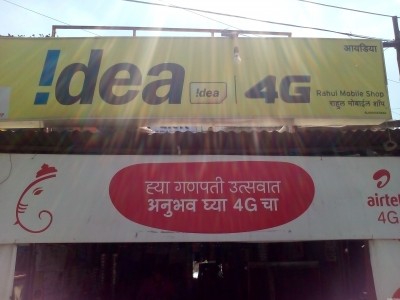 आयडिया
!dea
!dea
4G
Rahul Mobile Shop
राहुल मोबाईल शॉप
ह्या गणपती उत्सवात
अनुभव घ्या 4G चा
airtel
4G